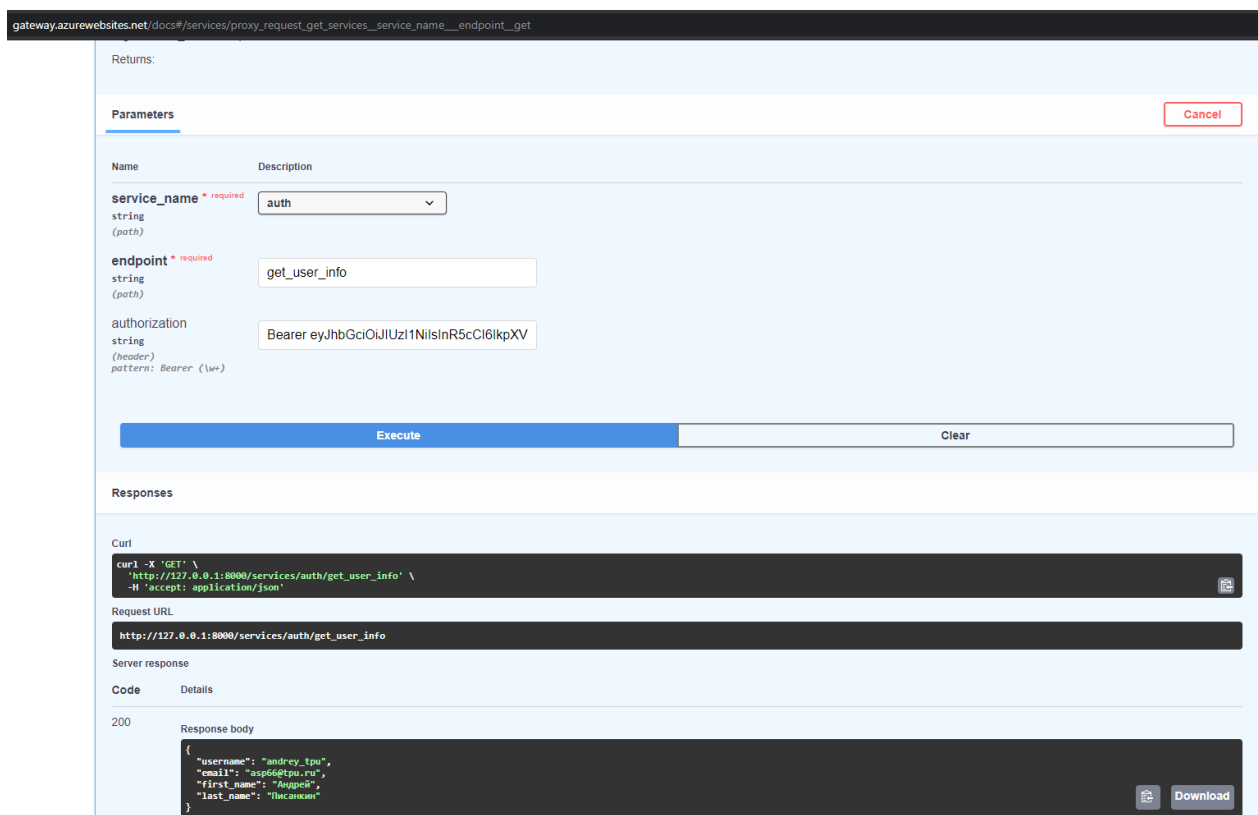 gateway.azurewebsites.net/docs#/services/proxy_request_get_services__service_name___endpoint__get
Returns:
Parameters
Cancel
Name Description
service_name * required
string
(path)
auth
endpoint * required
string
(path)
get_user_info
authorization
string
(header)
pattern: Bearer (\w+)
Bearer eyJhbGciOiJIUzI1NiIsInR5cCI6IkpXV
Execute
Clear
Responses
Curl
curl -X 'GET' \
'http://127.0.0.1:8000/services/auth/get_user_info' \
-H 'accept: application/json'
Request URL
http://127.0.0.1:8000/services/auth/get_user_info
Server response
Code Details
200
Response body
{
"username": "andrey_tpu",
"email": "asp66@tpu.ru",
"first_name": "Андрей",
"last_name": "Писанкин"
}
Download